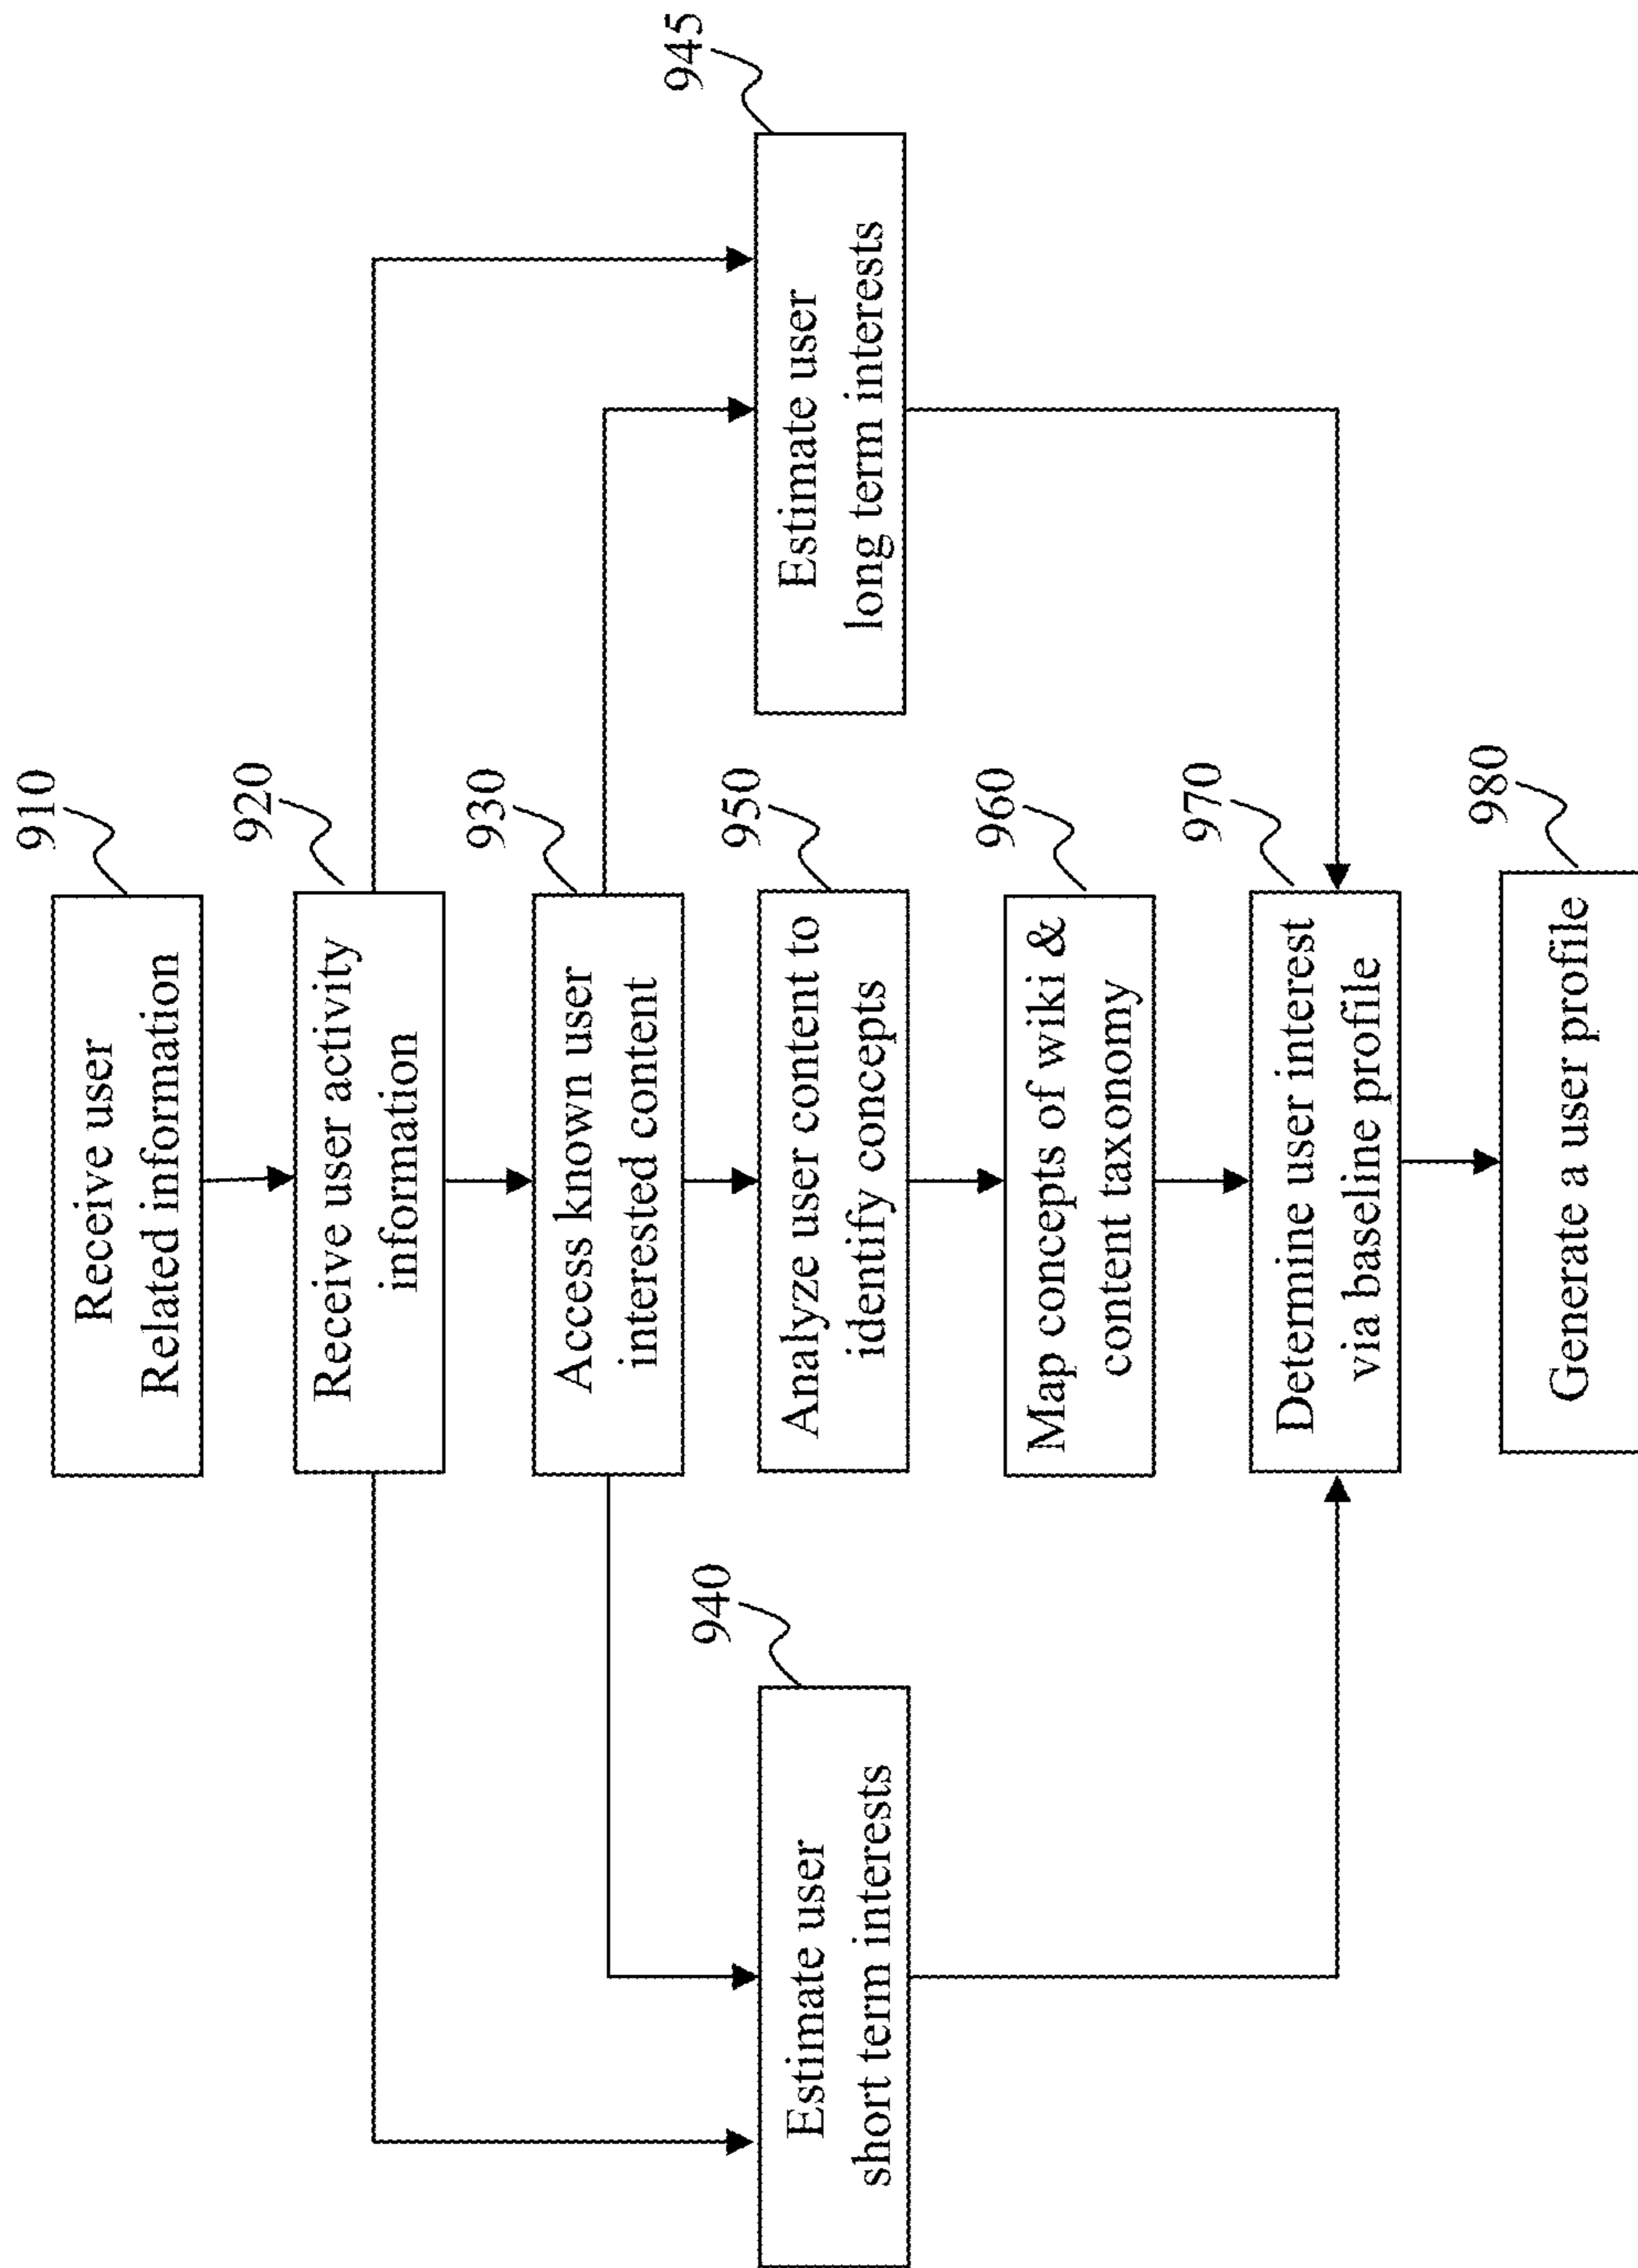 910
Receive user
Related information
920
Receive user activity
information
930
Access known user
interested content
940
Estimate user
short term interests
950
Analyze user content to
identify concepts
945
Estimate user
long term interests
960
Map concepts of wiki &
content taxonomy
970
Determine user interest
via baseline profile
980
Generate a user profile